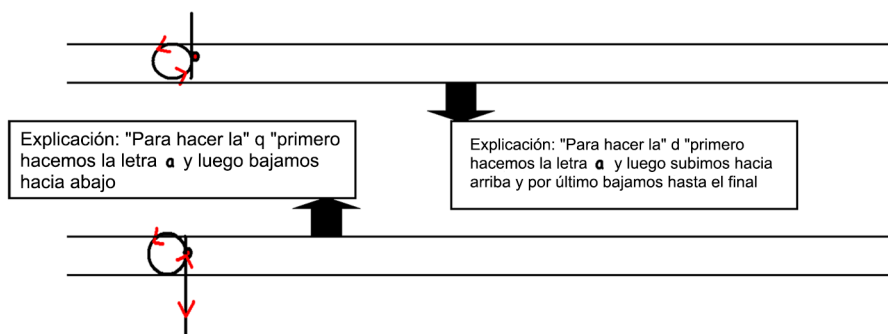 Explicación: "Para hacer la" q "primero
hacemos la letra a y luego bajamos
hacia abajo
Explicación: "Para hacer la" d "primero
hacemos la letra a y luego subimos hacia
arriba y por último bajamos hasta el final